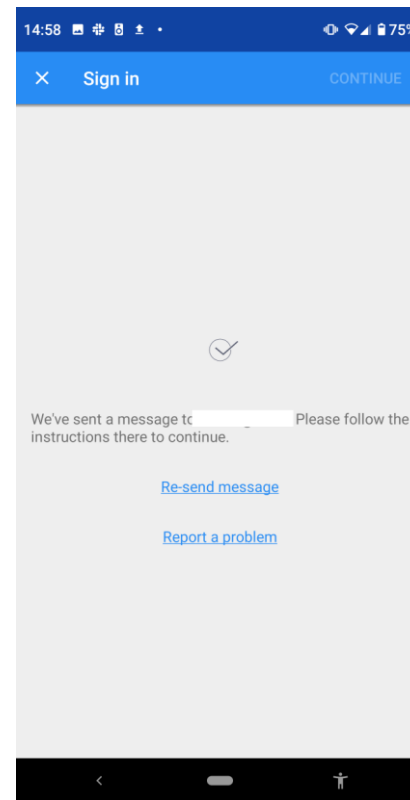 14:58 75%
Sign in CONTINUE
We've sent a message to Please follow the
instructions there to continue.
Re-send message
Report a problem